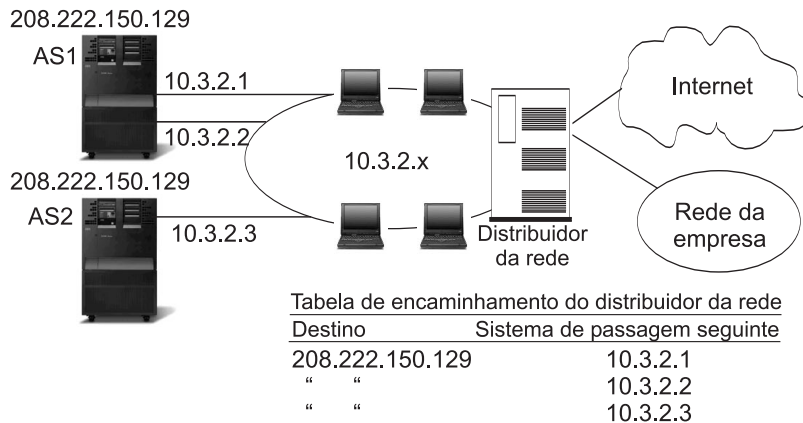 208.222.150.129
AS1
10.3.2.1
10.3.2.2
208.222.150.129
AS2
10.3.2.3
10.3.2.x
Distribuidor
da rede
Internet
Rede da
empresa
Tabela de encaminhamento do distribuidor da rede
Destino Sistema de passagem seguinte
208.222.150.129 10.3.2.1
“ “ 10.3.2.2
“ “ 10.3.2.3